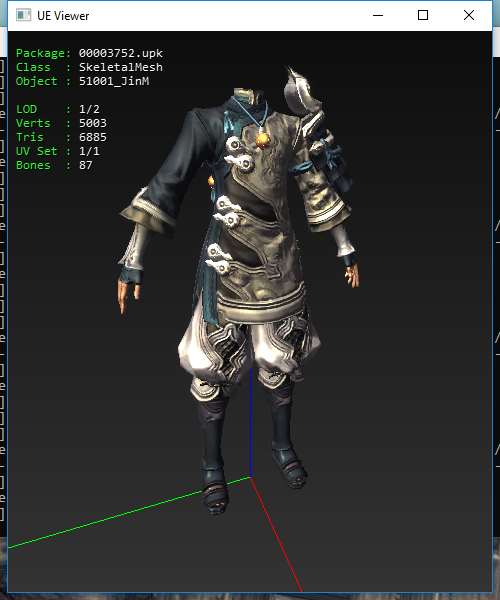 UE Viewer
Package: 00003752.upk
Class : SkeletalMesh
Object : 51001_JinM
LOD : 1/2
Verts : 5003
Tris : 6885
UV Set : 1/1
Bones : 87